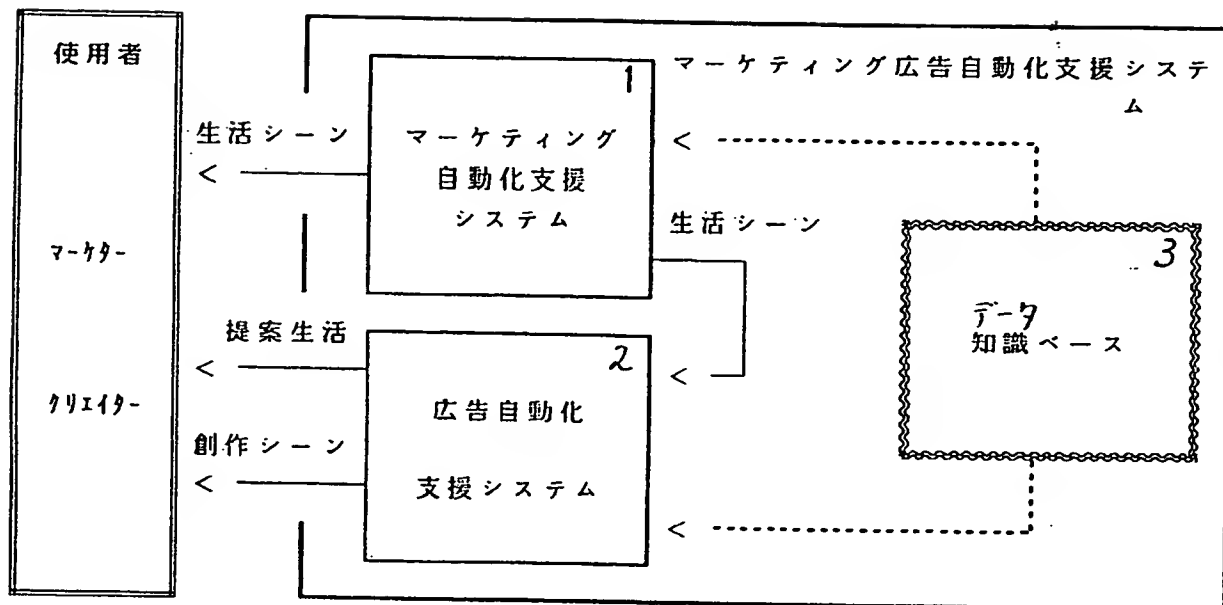 使用者
マーケター
クリエイター
生活シーン
提案生活
創作シーン
マーケティング広告自動化支援システ
ム
1
マーケティング
自動化支援
システム
生活シーン
2
広告自動化
支援システム
3
データ
知識ベース